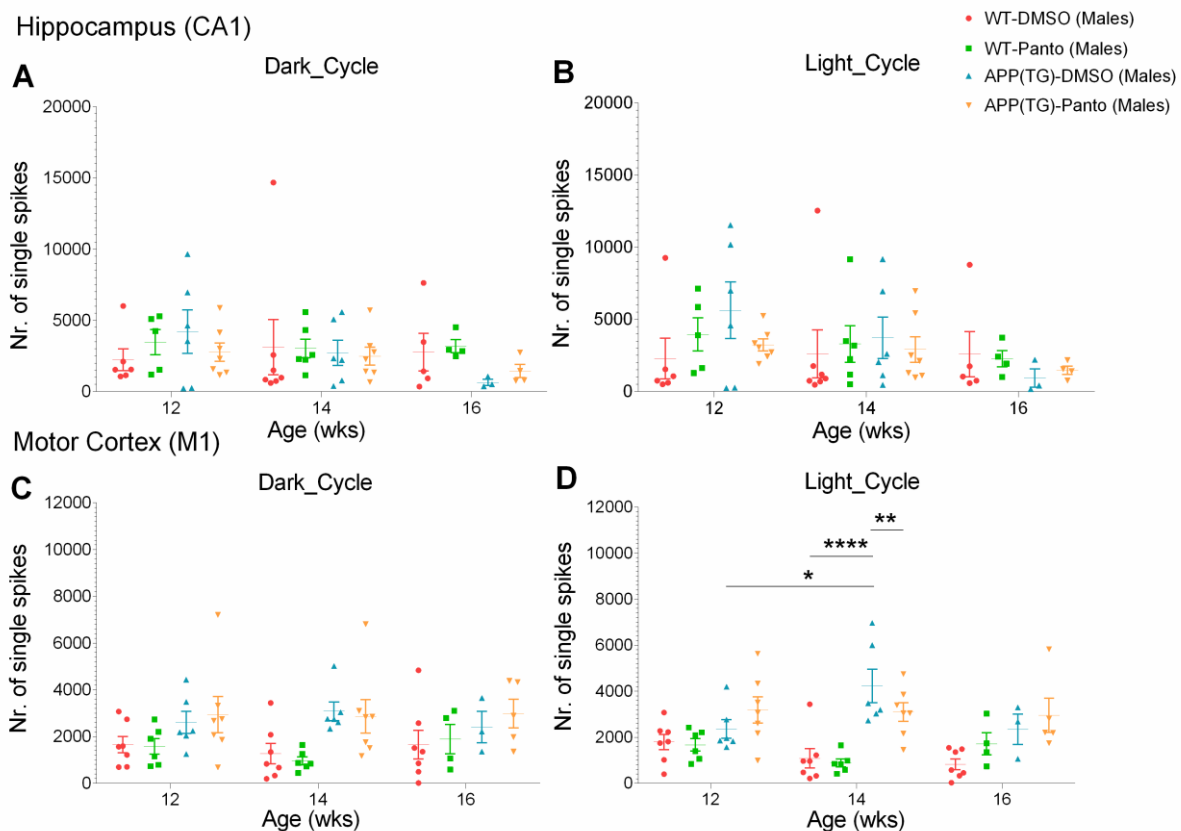 Hippocampus (CA1)
WT-DMSO (Males)
WT-Panto (Males)
APP(TG)-DMSO (Males)
APP(TG)-Panto (Males)
A
Dark_Cycle
Nr. of single spikes
20000
15000
10000
5000
0
12
14
16
Age (wks)
B
Light_Cycle
Nr. of single spikes
20000
15000
10000
5000
0
12
14
16
Age (wks)
Motor Cortex (M1)
C
Dark_Cycle
Nr. of single spikes
12000
10000
8000
6000
4000
2000
0
12
14
16
Age (wks)
D
Light_Cycle
Nr. of single spikes
12000
10000
8000
6000
4000
2000
0
**
****
*
12
14
16
Age (wks)